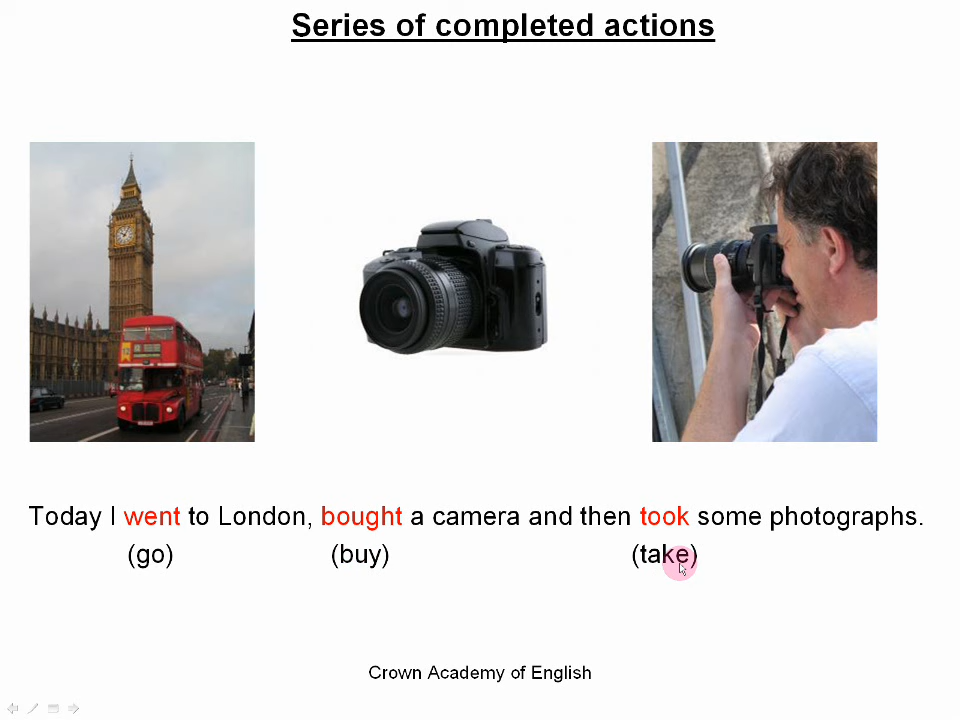 Series of completed actions
Today I went to London, bought a camera and then took some photographs.
(go) (buy) (take)
Crown Academy of English